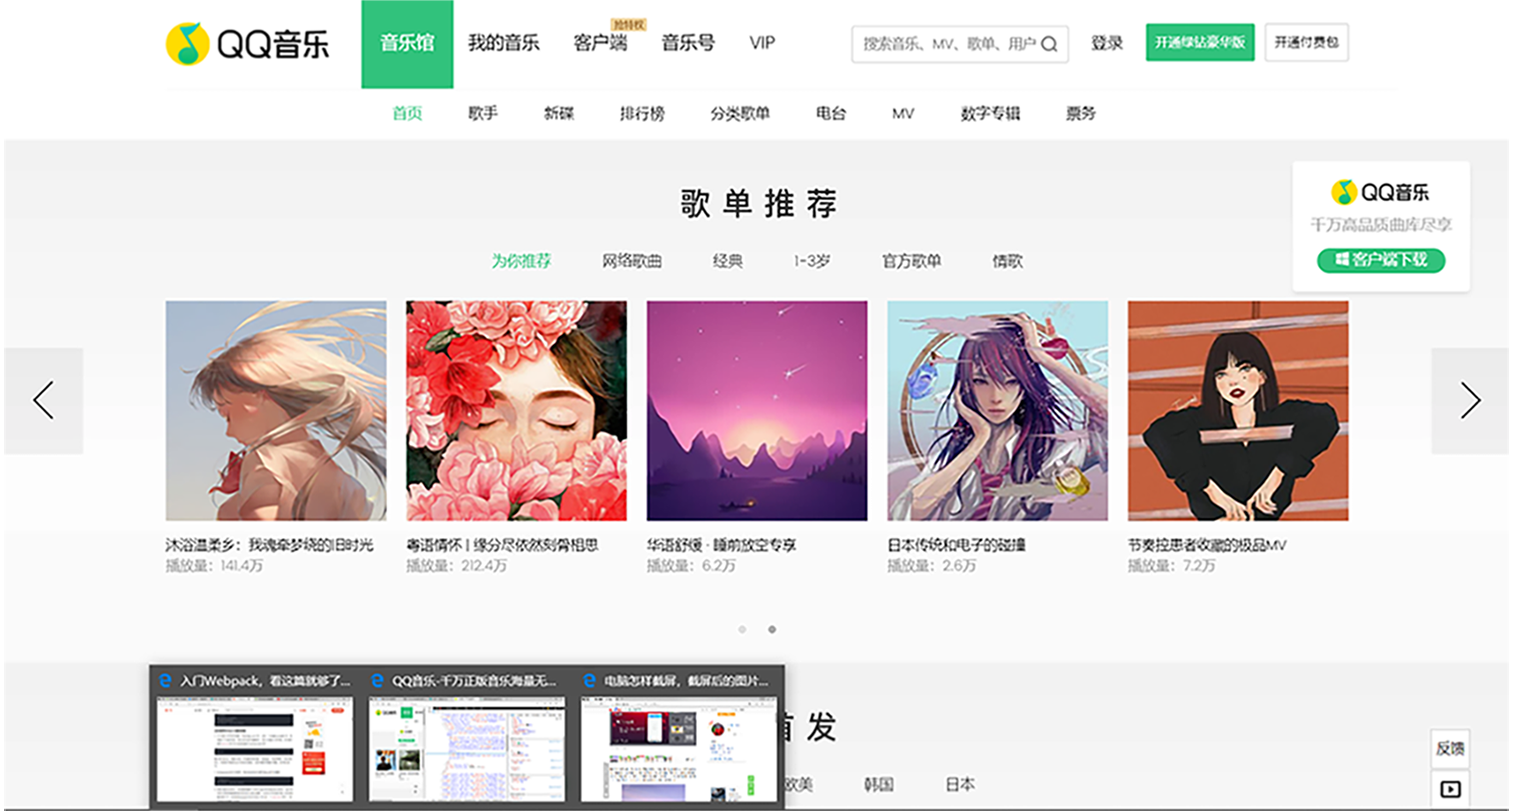 QQ音乐
音乐馆
我的音乐
客户端
抢特权
音乐号
VIP
搜索音乐、MV、歌单、用户
登录
开通绿钻豪华版
开通付费包
首页
歌手
新碟
排行榜
分类歌单
电台
MV
数字专辑
票务
歌单推荐
QQ音乐
千万高品质曲库尽享
客户端下载
为你推荐
网络歌曲
经典
1-3岁
官方歌单
情歌
沐浴温柔乡：我魂牵梦绕的旧时光
播放量：141.4万
粤语情怀 | 缘分尽依然刻骨相思
播放量：212.4万
华语舒缓 · 睡前放空专享
播放量：6.2万
日本传统和电子的碰撞
播放量：2.6万
节奏控患者收藏的极品MV
播放量：7.2万
入门Webpack，看这篇就够了...
QQ音乐-千万正版音乐海量无...
电脑怎样截屏，截屏后的图片...
首发
欧美
韩国
日本
反馈